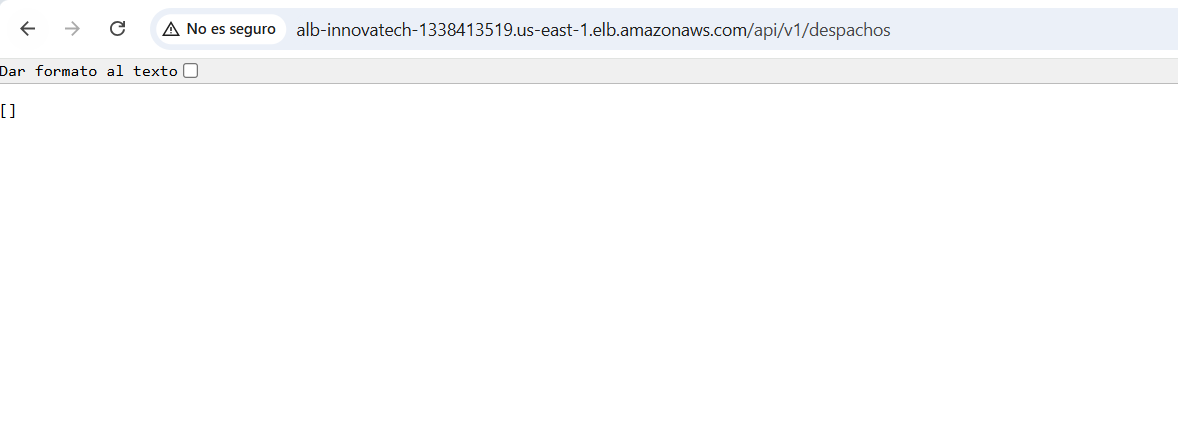 No es seguro alb-innovatech-1338413519.us-east-1.elb.amazonaws.com/api/v1/despachos
Dar formato al texto
[]